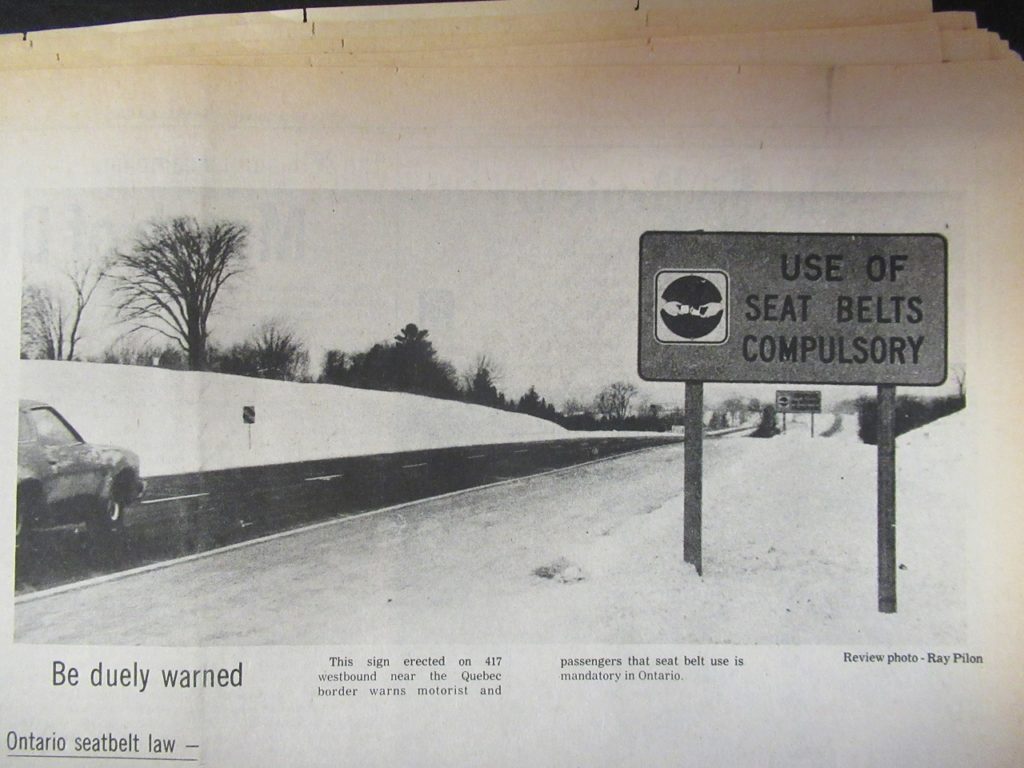 USE OF
SEAT BELTS
COMPULSORY
Be duely warned
This sign erected on 417
westbound near the Quebec
border warns motorist and
passengers that seat belt use is
mandatory in Ontario.
Review photo - Ray Pilon
Ontario seatbelt law —